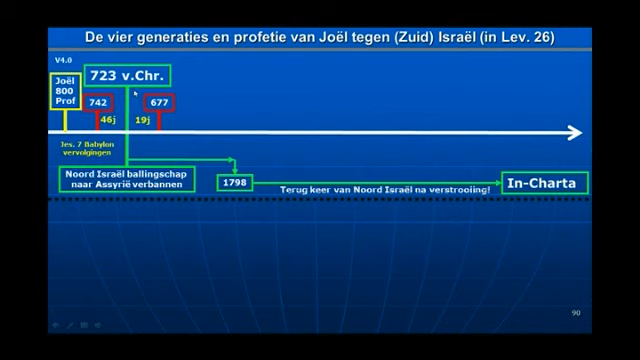 De vier generaties en profetie van Joël tegen (Zuid) Israël (in Lev. 26)
V4.0
723 v.Chr.
Joël
800
Prof
742
677
46j
19j
Jes. 7 Babylon
vervolgingen
Noord Israël ballingschap
naar Assyrië verbannen
1798
Terug keer van Noord Israël na verstrooiing!
In-Charta
90